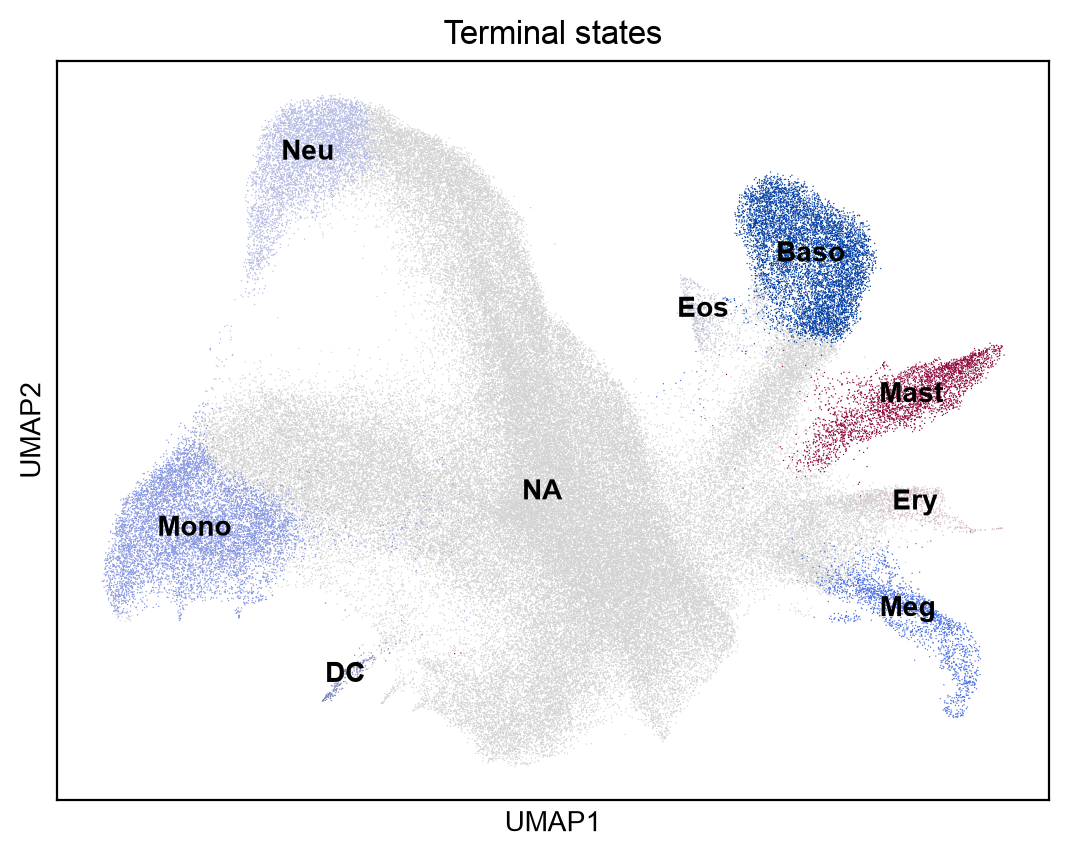 Terminal states
Neu
Baso
Eos
Mast
NA
Ery
Mono
Meg
DC
UMAP2
UMAP1